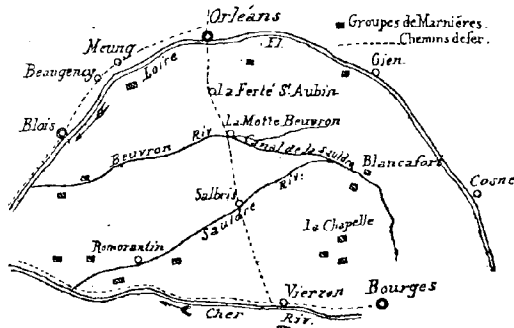 Orléans
Groupes de Marnières.
Chemins de fer.
Meung
Fl.
Beaugency
Loire
Gien.
la Ferté St Aubin
Blois
La Motte Beuvron
Beuvron
Riv.
Canal de la Sauldre
Blancafort
Cosne
Salbris
Sauldre
Riv.
la Chapelle
Romorantin
Vierzon
Bourges
Cher
Riv.